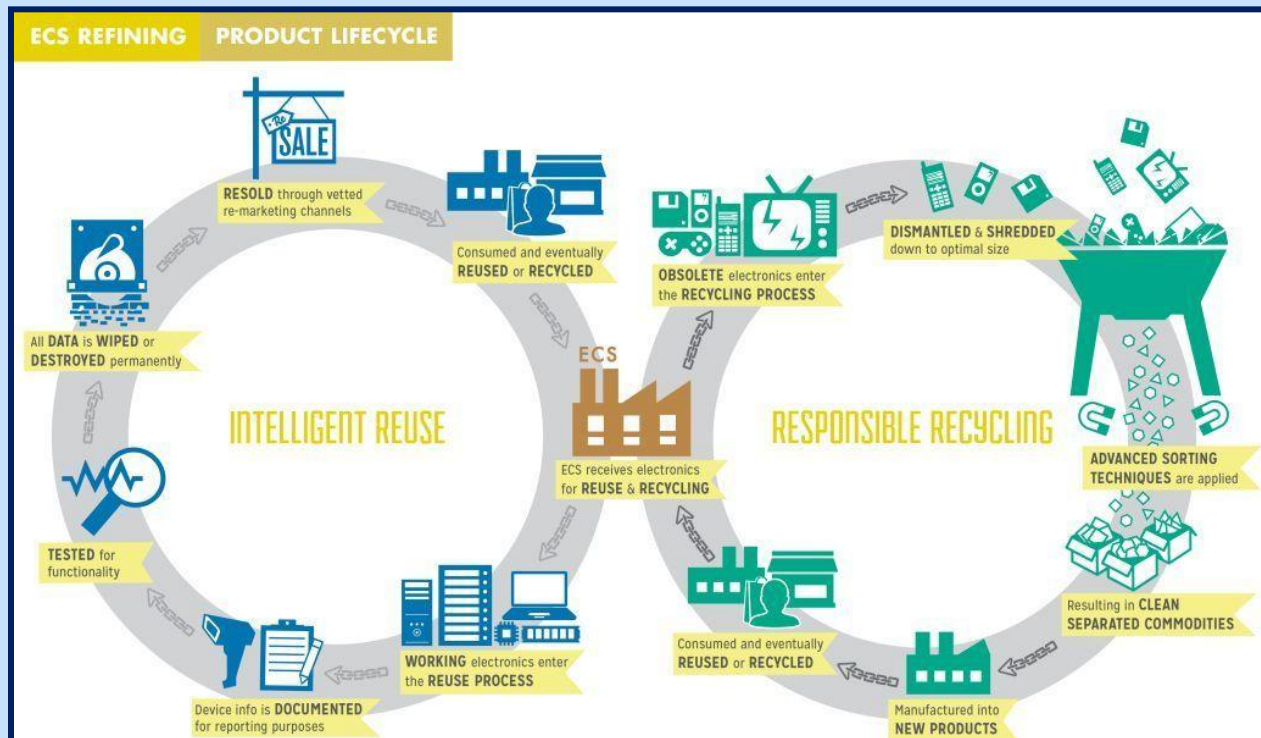 ECS REFINING PRODUCT LIFECYCLE
Re
SALE
RESOLD through vetted
re-marketing channels
Consumed and eventually
REUSED or RECYCLED
All DATA is WIPED or
DESTROYED permanently
INTELLIGENT REUSE
TESTED for
functionality
Device info is DOCUMENTED
for reporting purposes
WORKING electronics enter
the REUSE PROCESS
ECS
ECS receives electronics
for REUSE & RECYCLING
OBSOLETE electronics enter
the RECYCLING PROCESS
DISMANTLED & SHREDDED
down to optimal size
RESPONSIBLE RECYCLING
ADVANCED SORTING
TECHNIQUES are applied
Resulting in CLEAN
SEPARATED COMMODITIES
Manufactured into
NEW PRODUCTS
Consumed and eventually
REUSED or RECYCLED